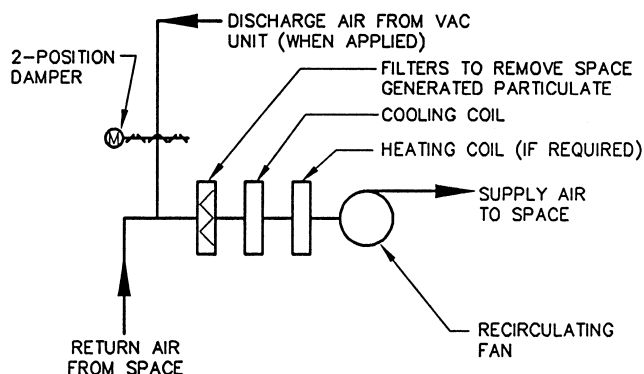 DISCHARGE AIR FROM VAC
UNIT (WHEN APPLIED)
2-POSITION
DAMPER
FILTERS TO REMOVE SPACE
GENERATED PARTICULATE
COOLING COIL
M
HEATING COIL (IF REQUIRED)
SUPPLY AIR
TO SPACE
RECIRCULATING
FAN
RETURN AIR
FROM SPACE